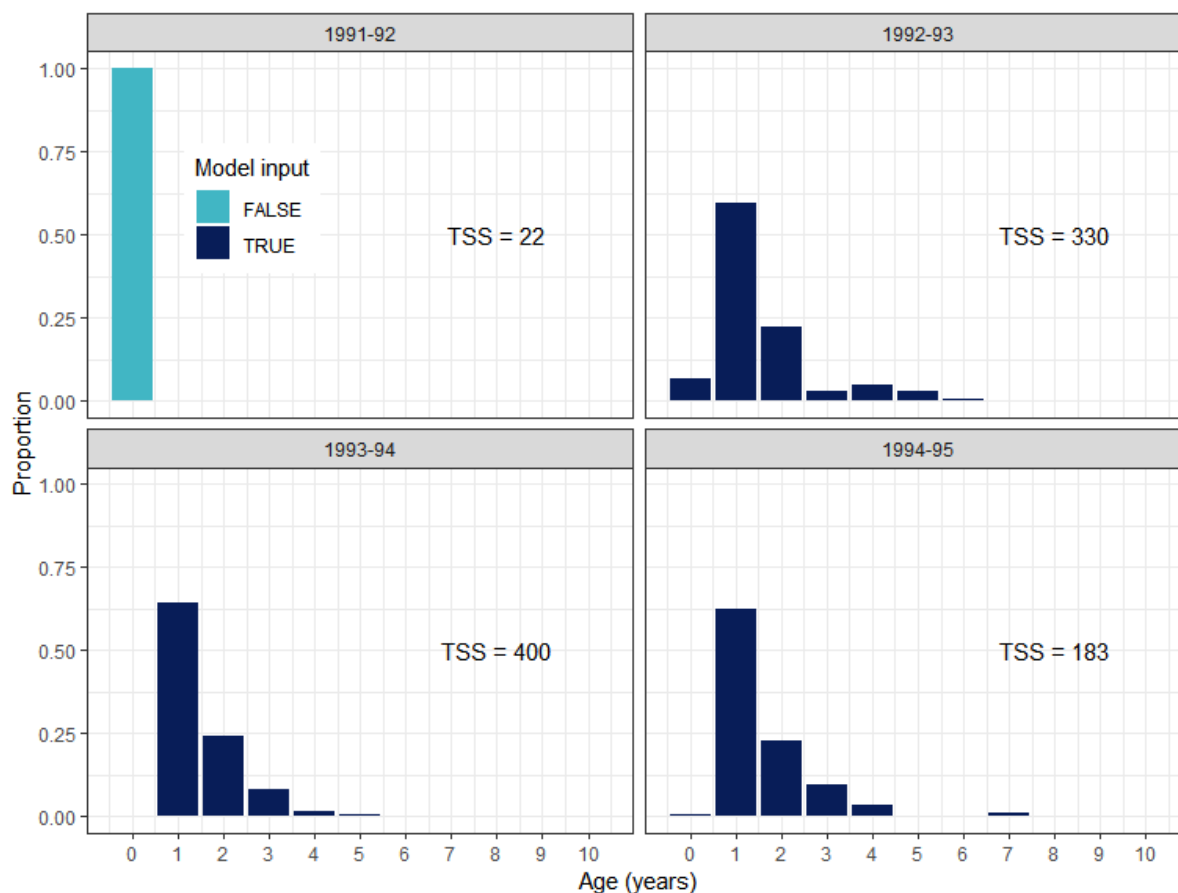 1991-92
1992-93
1.00
0.75
0.50
0.25
0.00
Model input
FALSE
TRUE
TSS = 22
TSS = 330
1993-94
1994-95
1.00
0.75
0.50
0.25
0.00
TSS = 400
TSS = 183
Proportion
0 1 2 3 4 5 6 7 8 9 10
0 1 2 3 4 5 6 7 8 9 10
Age (years)